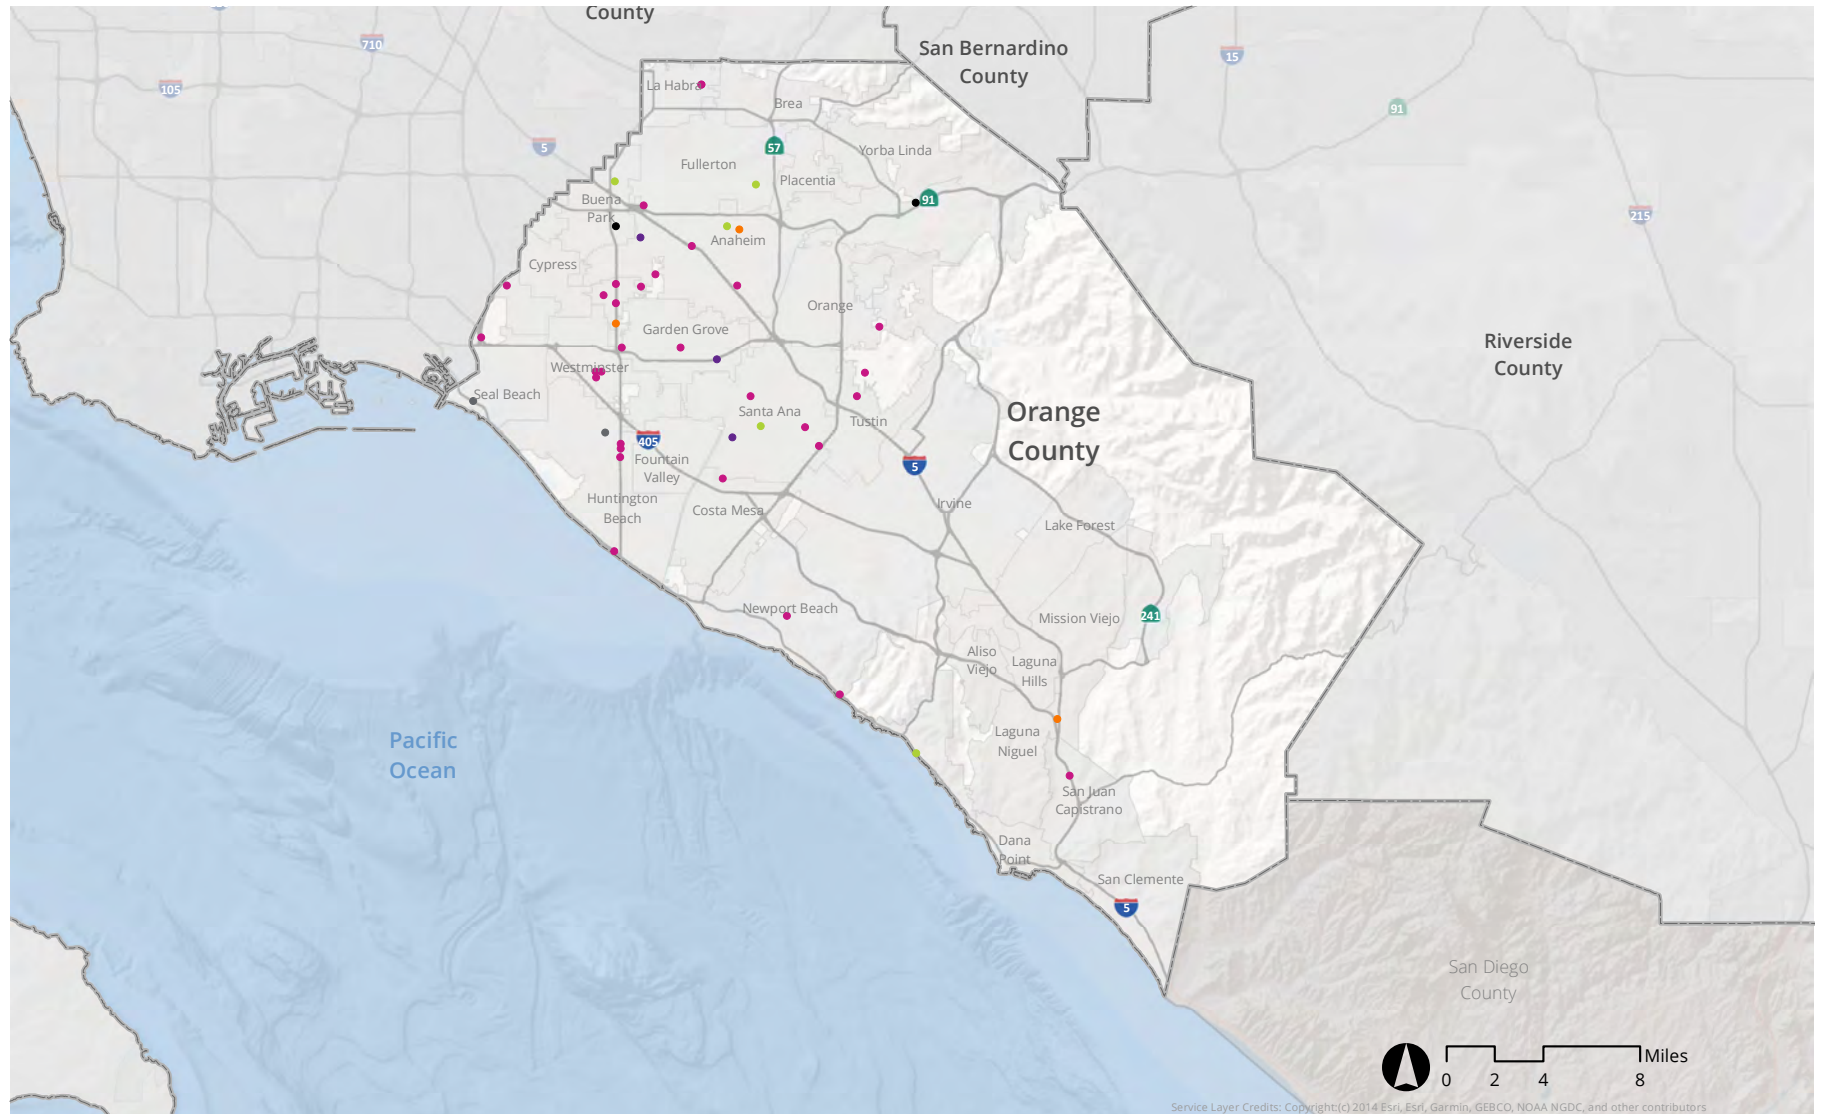 County
San Bernardino
County
710
15
105
91
5
La Habra
Brea
57
Yorba Linda
Fullerton
Placentia
91
Buena
Park
215
Anaheim
Cypress
Orange
Garden Grove
Riverside
County
Westminster
Seal Beach
Santa Ana
Tustin
Orange
County
405
Fountain
Valley
5
Huntington
Beach
Costa Mesa
Irvine
Lake Forest
Newport Beach
Mission Viejo
241
Aliso
Viejo
Laguna
Hills
Laguna
Niguel
Pacific
Ocean
San Juan
Capistrano
Dana
Point
San Clemente
5
San Diego
County
Miles
0 2 4 8
Service Layer Credits: Copyright:(c) 2014 Esri, Esri, Garmin, GEBCO, NOAA NGDC, and other contributors